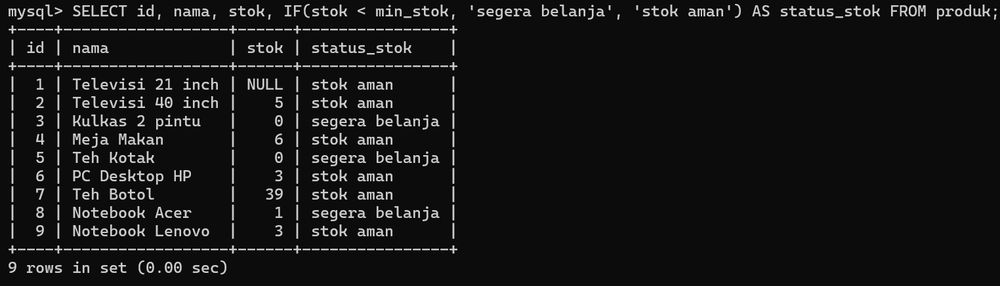 mysql> SELECT id, nama, stok, IF(stok < min_stok, 'segera belanja', 'stok aman') AS status_stok FROM produk;
+----+------------------+------+----------------+
| id | nama             | stok | status_stok    |
+----+------------------+------+----------------+
|  1 | Televisi 21 inch | NULL | stok aman      |
|  2 | Televisi 40 inch |    5 | stok aman      |
|  3 | Kulkas 2 pintu   |    0 | segera belanja |
|  4 | Meja Makan       |    6 | stok aman      |
|  5 | Teh Kotak        |    0 | segera belanja |
|  6 | PC Desktop HP    |    3 | stok aman      |
|  7 | Teh Botol        |   39 | stok aman      |
|  8 | Notebook Acer    |    1 | segera belanja |
|  9 | Notebook Lenovo  |    3 | stok aman      |
+----+------------------+------+----------------+
9 rows in set (0.00 sec)